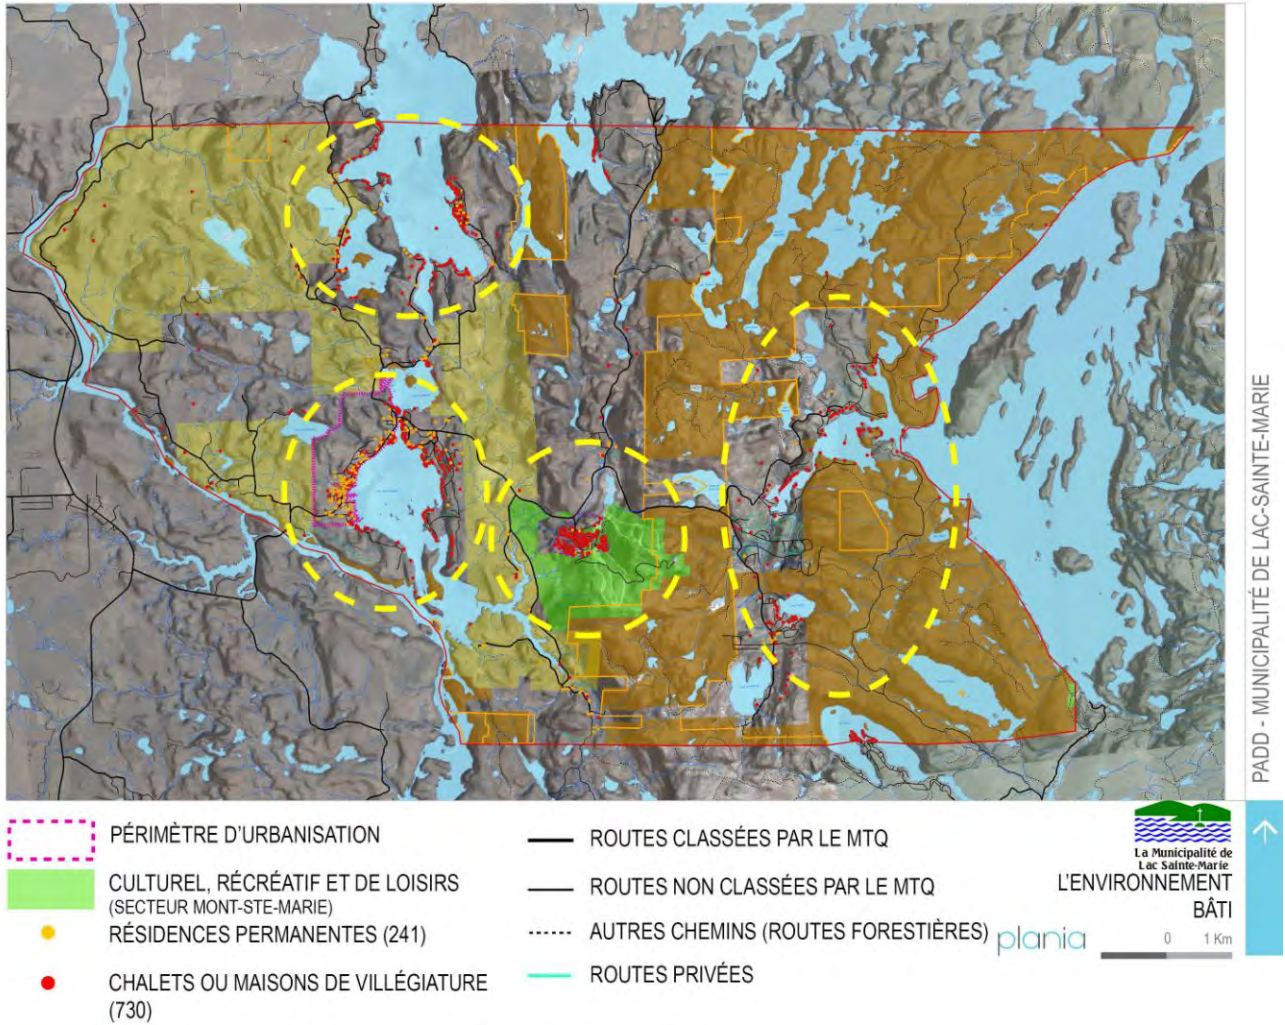 PADD - MUNICIPALITÉ DE LAC-SAINTE-MARIE
PÉRIMÈTRE D'URBANISATION
CULTUREL, RÉCRÉATIF ET DE LOISIRS
(SECTEUR MONT-STE-MARIE)
RÉSIDENCES PERMANENTES (241)
CHALETS OU MAISONS DE VILLÉGIATURE
(730)
ROUTES CLASSÉES PAR LE MTQ
ROUTES NON CLASSÉES PAR LE MTQ
AUTRES CHEMINS (ROUTES FORESTIÈRES)
ROUTES PRIVÉES
La Municipalité de
Lac Sainte-Marie
L'ENVIRONNEMENT
BÂTI
plania
0 1 Km